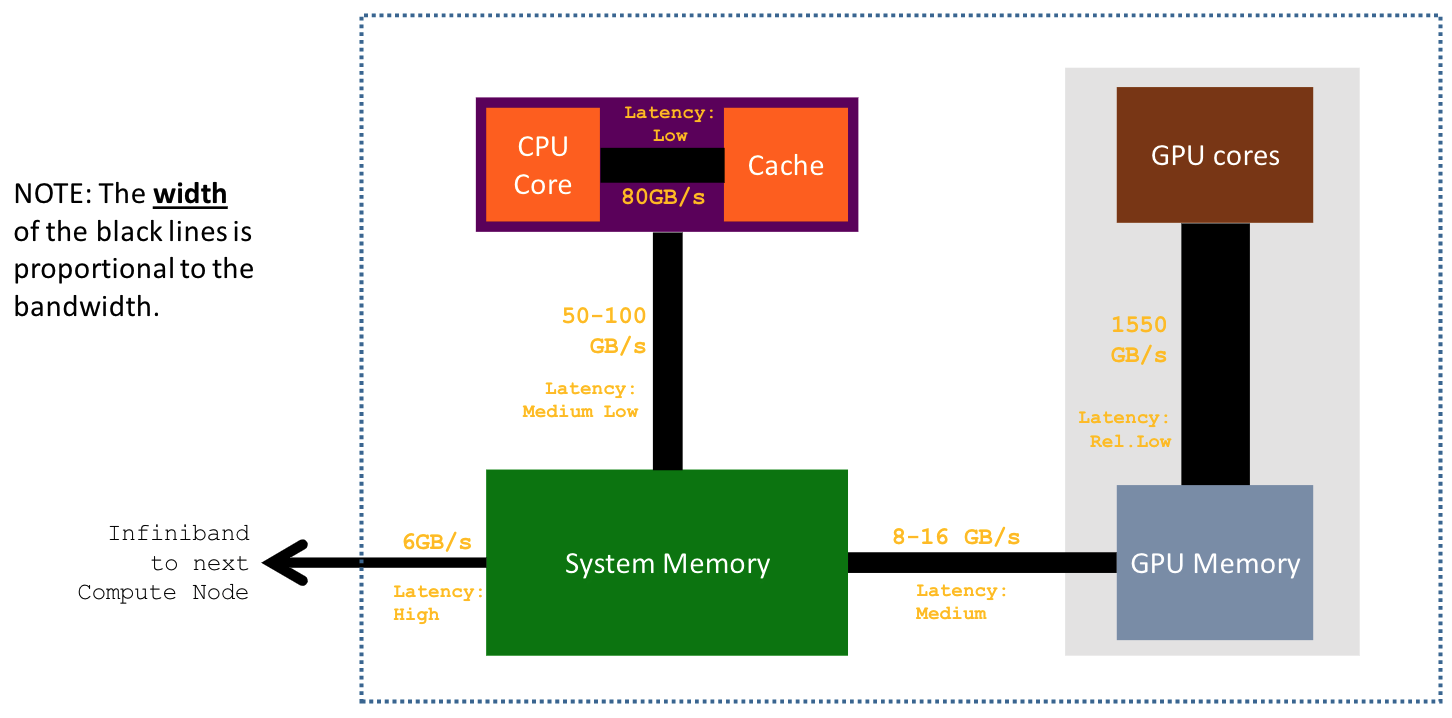 NOTE: The width
of the black lines is
proportional to the
bandwidth.
CPU
Core
Latency:
Low
80GB/s
Cache
GPU cores
50-100
GB/s
Latency:
Medium Low
1550
GB/s
Latency:
Rel.Low
Infiniband
to next
Compute Node
6GB/s
Latency:
High
System Memory
8-16 GB/s
Latency:
Medium
GPU Memory